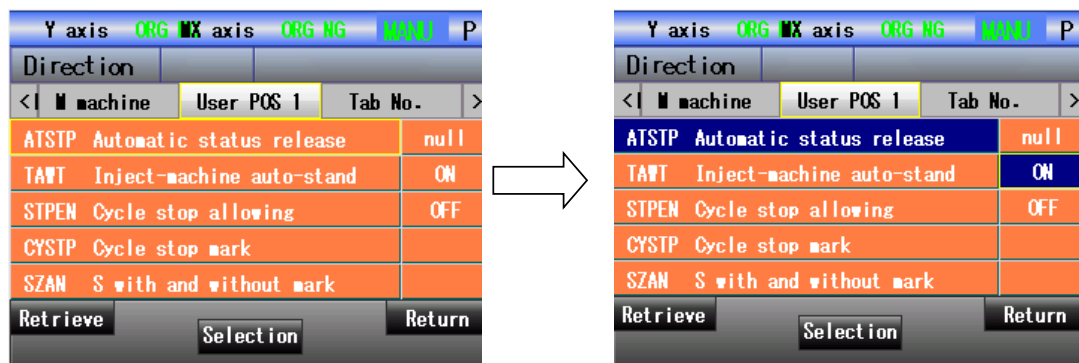 Y axis ORG MX axis ORG NG MANU P
Direction
<| M machine User POS 1 Tab No. >
ATSTP Automatic status release null
TAWT Inject-machine auto-stand ON
STPEN Cycle stop allowing OFF
CYSTP Cycle stop mark
SZAN S with and without mark
Retrieve Selection Return
Y axis ORG MX axis ORG NG MANU P
Direction
<| M machine User POS 1 Tab No. >
ATSTP Automatic status release null
TAWT Inject-machine auto-stand ON
STPEN Cycle stop allowing OFF
CYSTP Cycle stop mark
SZAN S with and without mark
Retrieve Selection Return